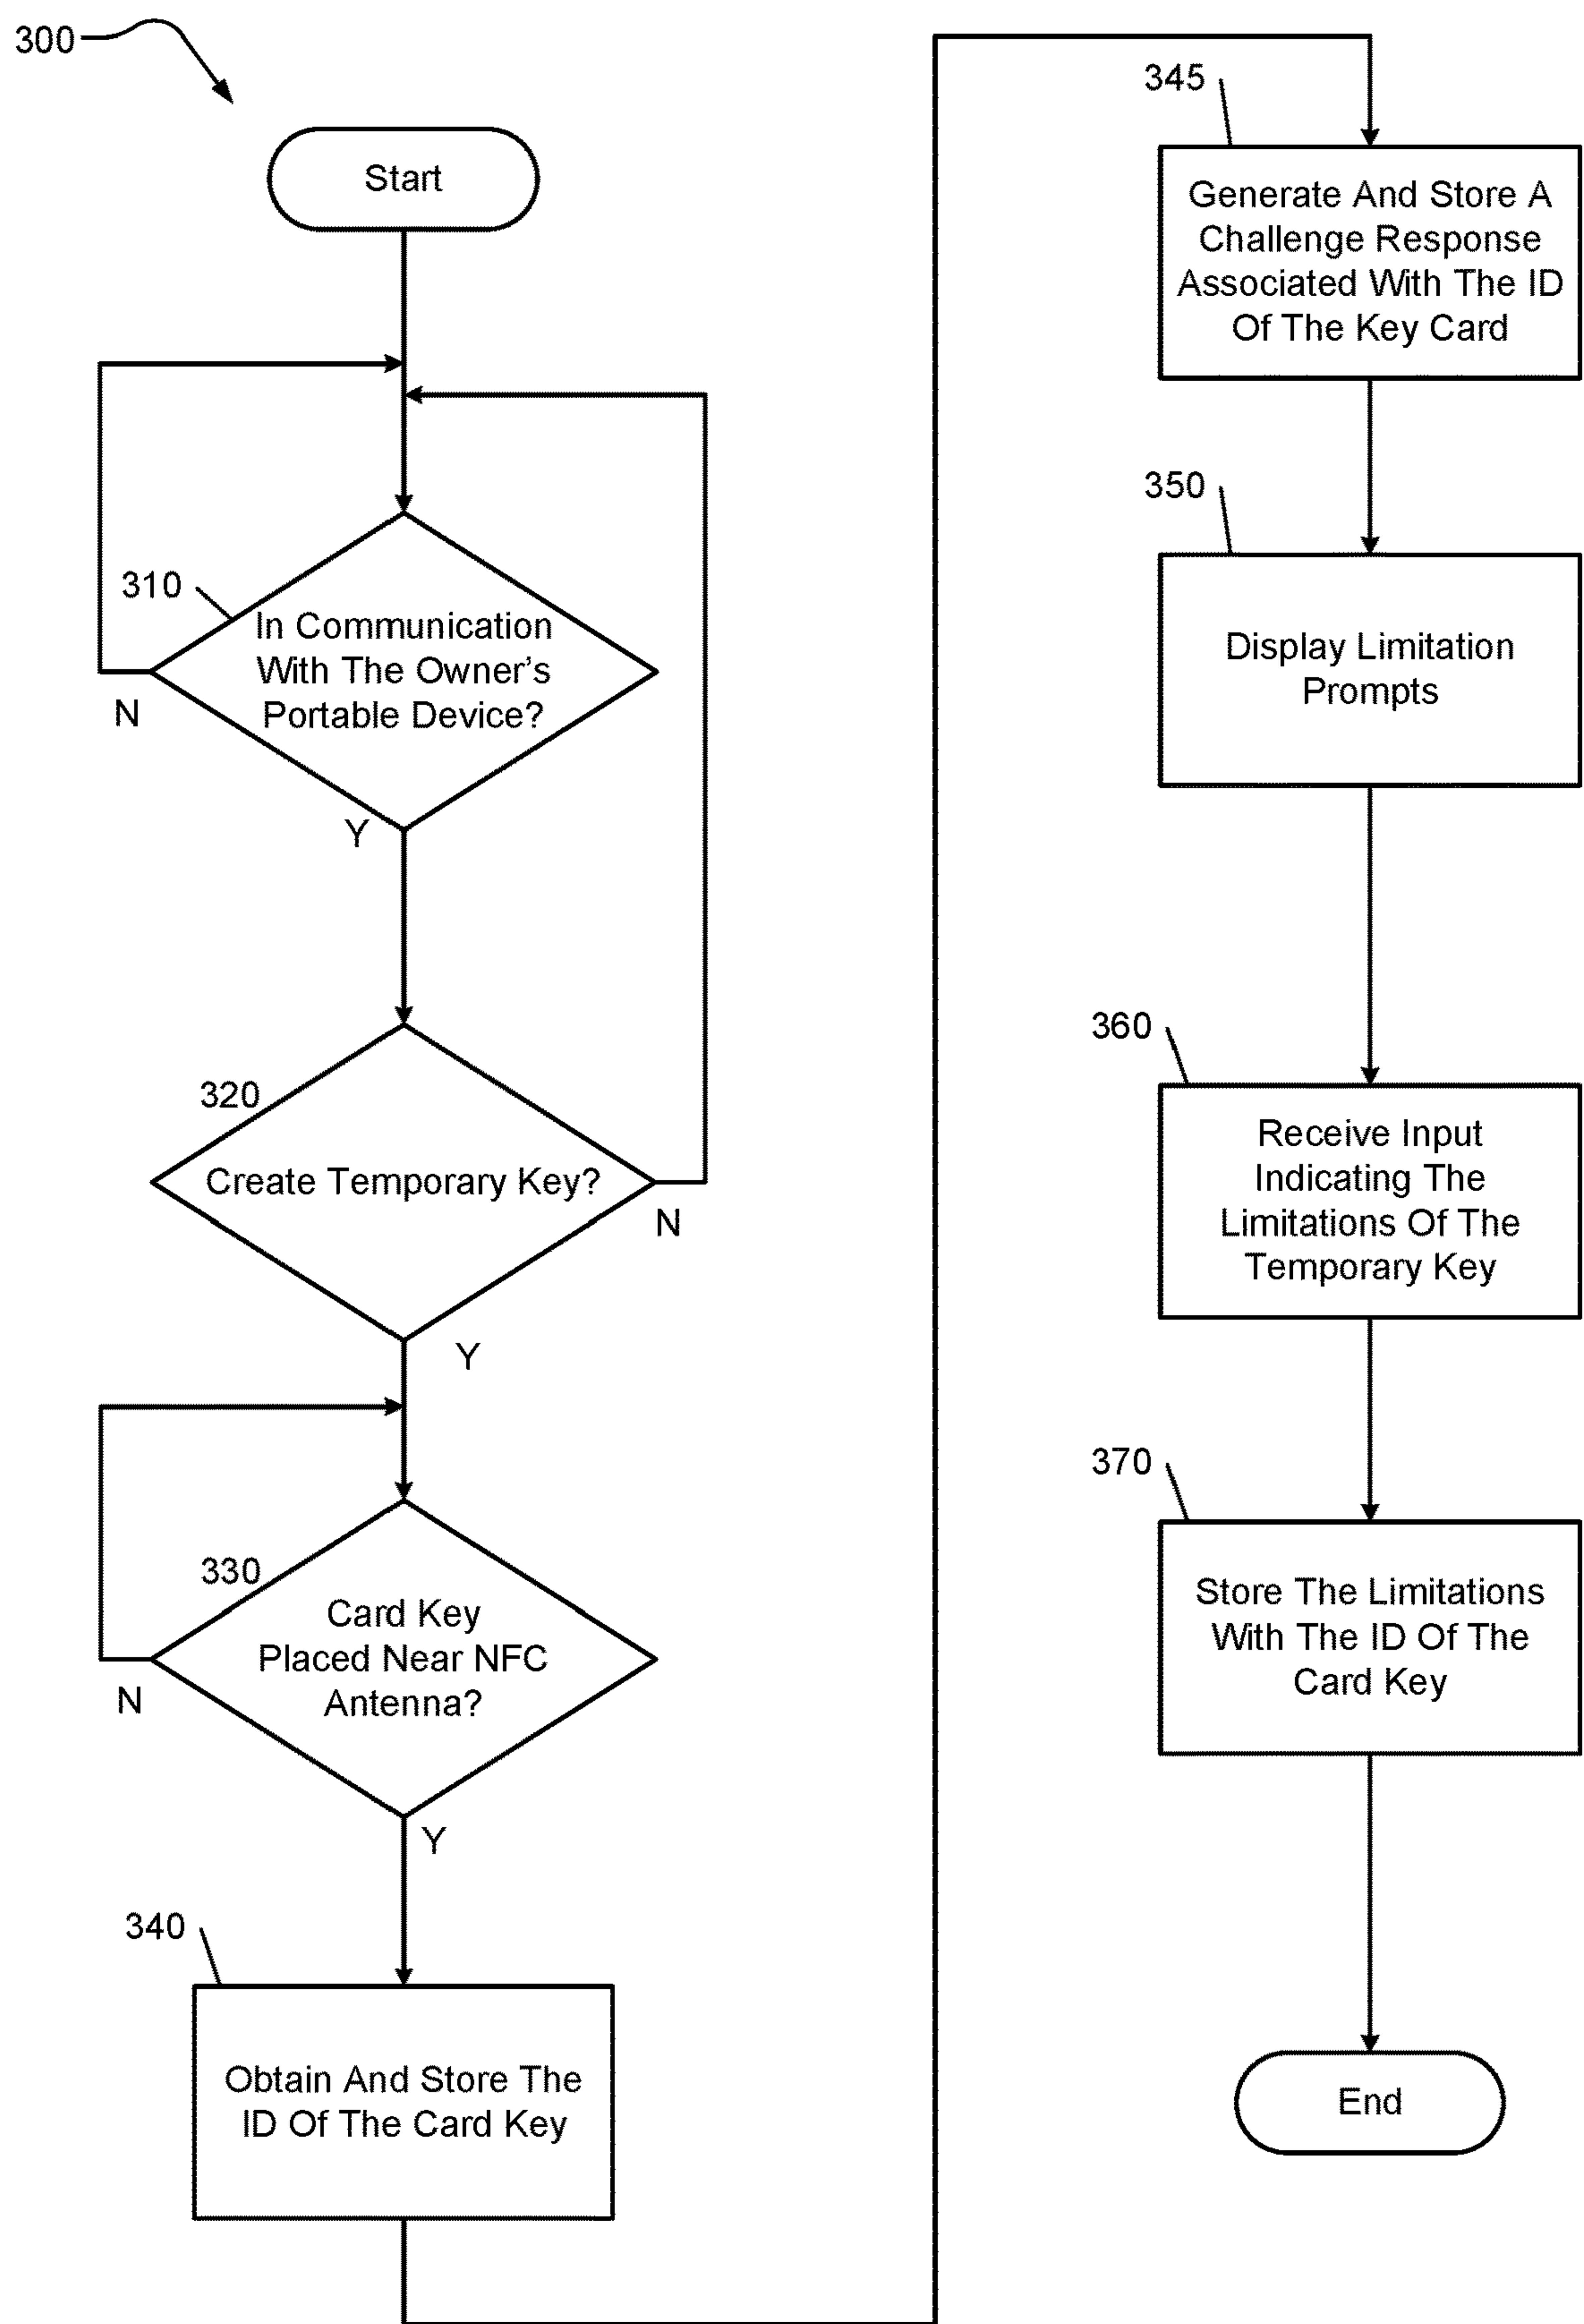 300
Start
310
In Communication
With The Owner's
Portable Device?
N
Y
320
Create Temporary Key?
N
Y
330
Card Key
Placed Near NFC
Antenna?
N
Y
340
Obtain And Store The
ID Of The Card Key
345
Generate And Store A
Challenge Response
Associated With The ID
Of The Key Card
350
Display Limitation
Prompts
360
Receive Input
Indicating The
Limitations Of The
Temporary Key
370
Store The Limitations
With The ID Of The
Card Key
End